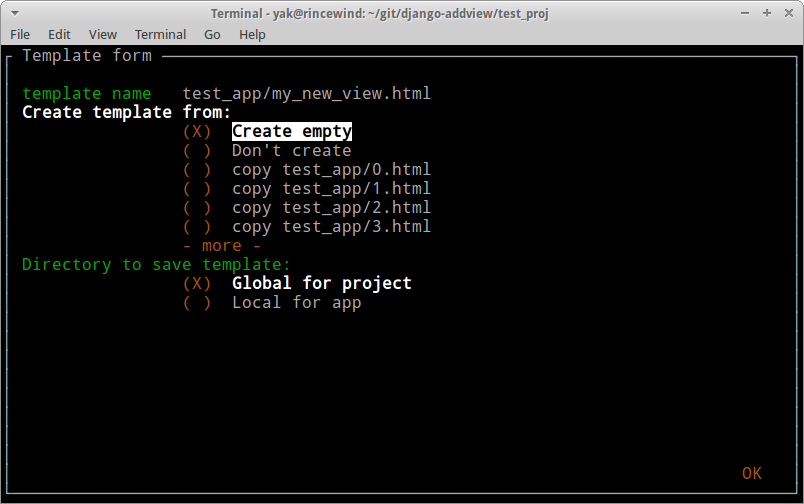 Terminal - yak@rincewind: ~/git/django-addview/test_proj
File Edit View Terminal Go Help
Template form
template name test_app/my_new_view.html
Create template from:
(X) Create empty
( ) Don't create
( ) copy test_app/0.html
( ) copy test_app/1.html
( ) copy test_app/2.html
( ) copy test_app/3.html
- more -
Directory to save template:
(X) Global for project
( ) Local for app
OK